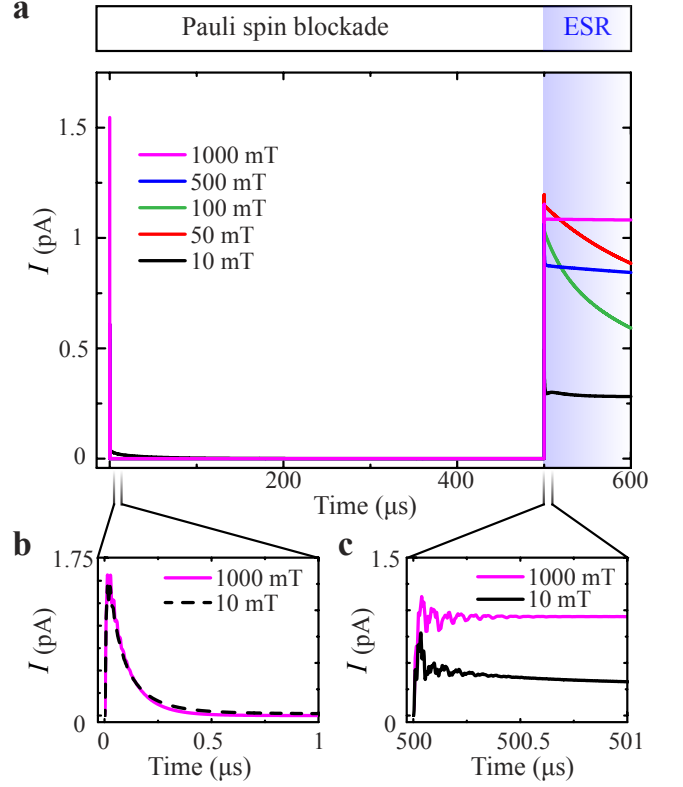 a
Pauli spin blockade ESR
1.5
1
0.5
0
I (pA)
1000 mT
500 mT
100 mT
50 mT
10 mT
0 200 400 600
Time (μs)
b
1.75
0
I (pA)
1000 mT
10 mT
0 0.5 1
Time (μs)
c
1.5
0
I (pA)
1000 mT
10 mT
500 500.5 501
Time (μs)